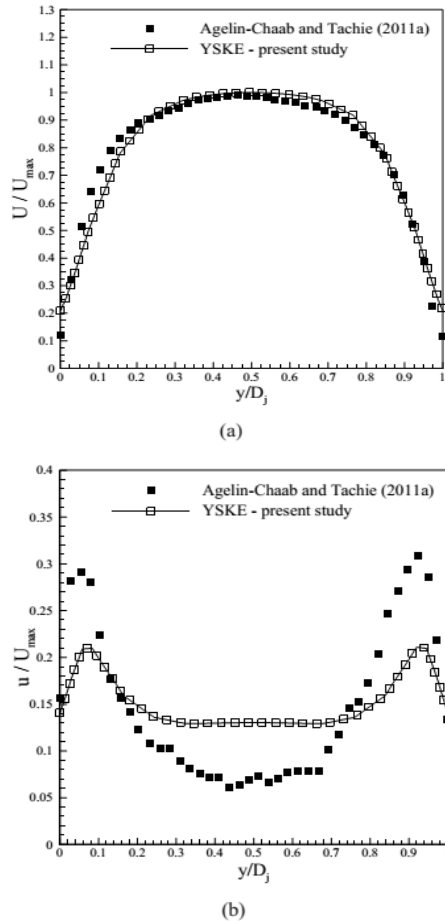 1.3
1.2
1.1
1
0.9
0.8
0.7
0.6
0.5
0.4
0.3
0.2
0.1
0
U / U_max
Agelin-Chaab and Tachie (2011a)
YSKE - present study
0 0.1 0.2 0.3 0.4 0.5 0.6 0.7 0.8 0.9 1
y/D_j
(a)
0.4
0.35
0.3
0.25
0.2
0.15
0.1
0.05
0
u / U_max
Agelin-Chaab and Tachie (2011a)
YSKE - present study
0 0.1 0.2 0.3 0.4 0.5 0.6 0.7 0.8 0.9
y/D_j
(b)